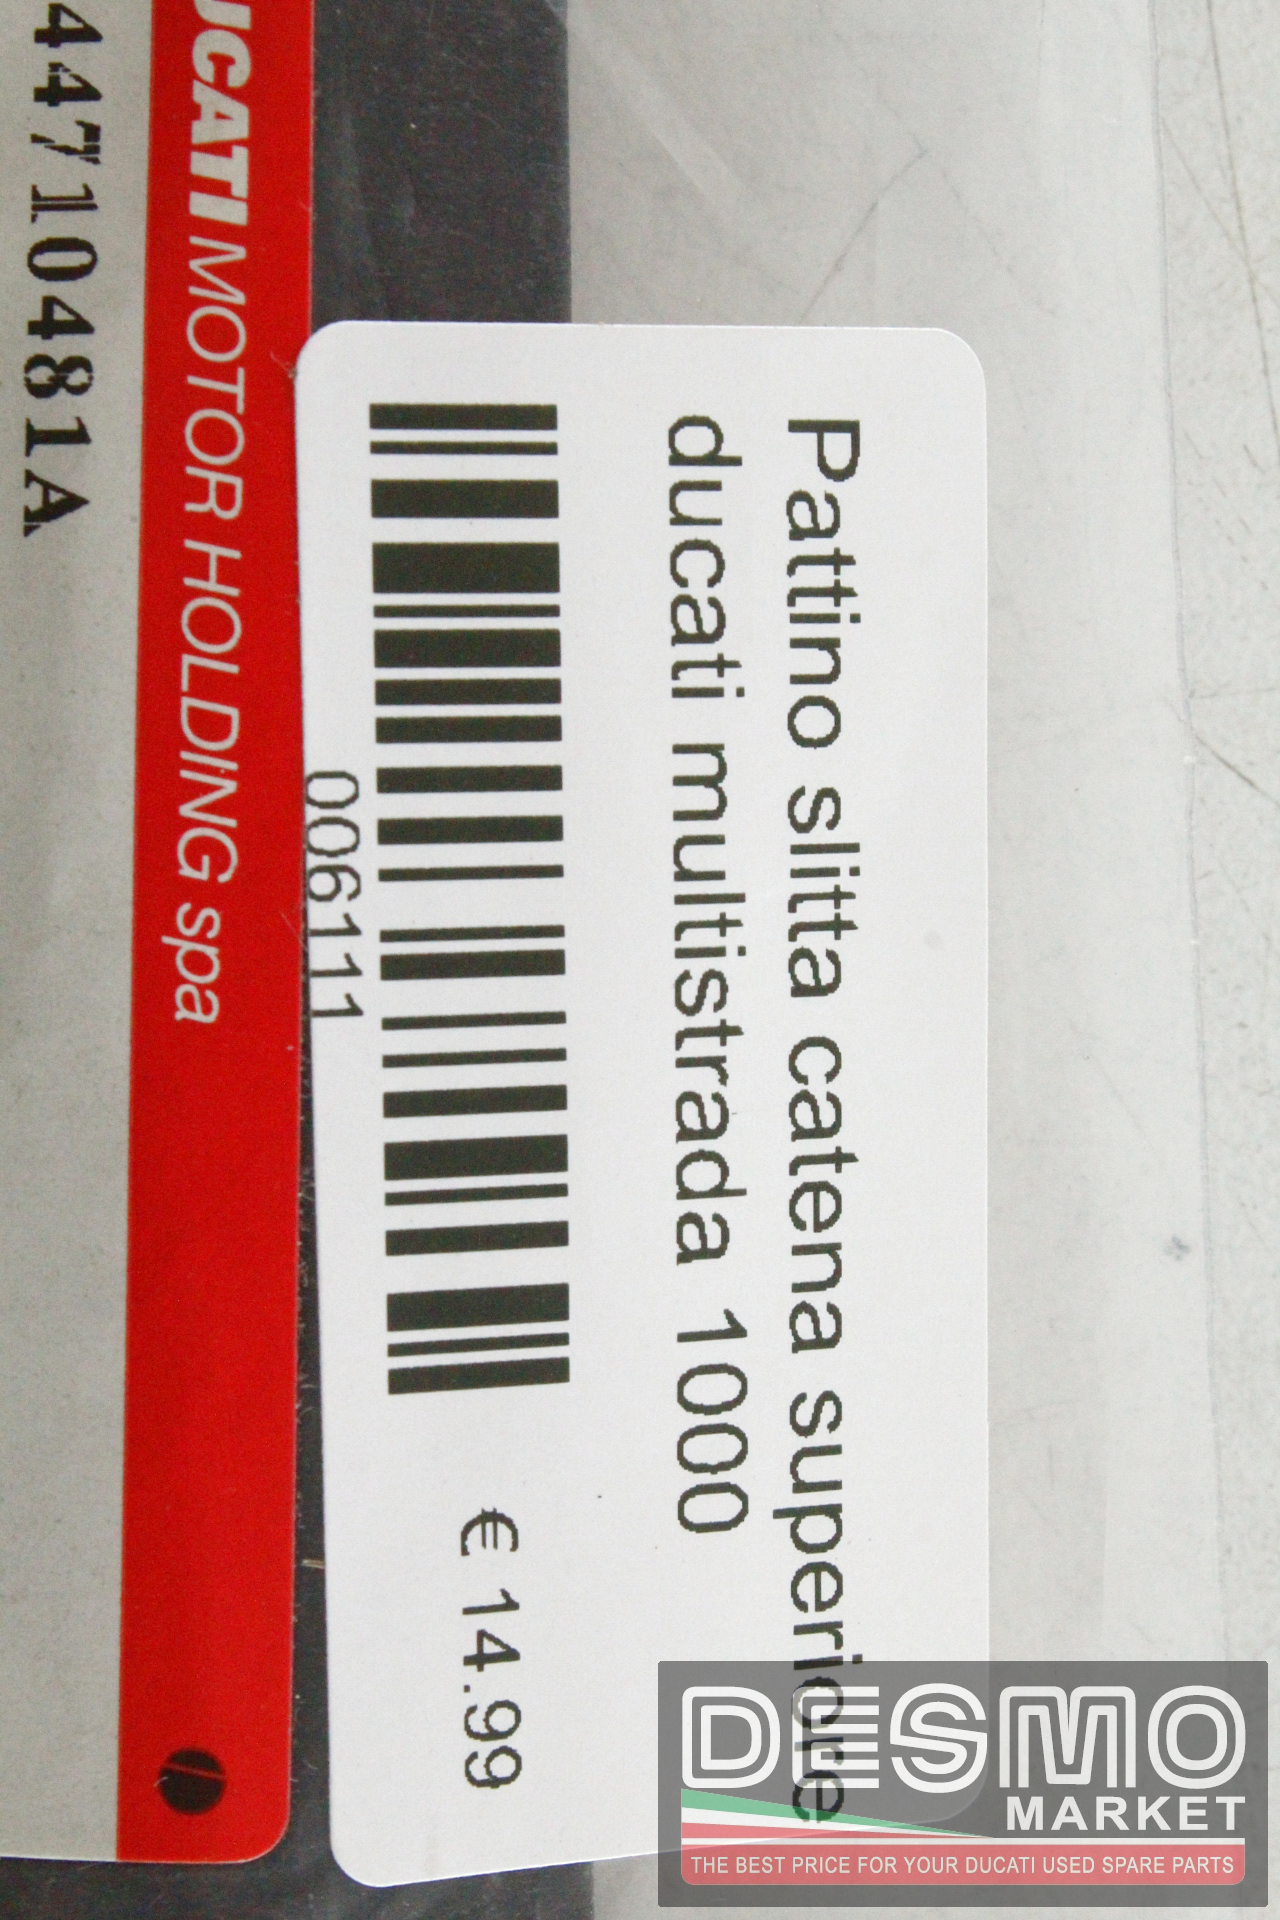 Pattino slitta catena superiore
ducati multistrada 1000
006111
€ 14.99
UCATI MOTOR HOLDING spa
44710481A
DESMO
MARKET
THE BEST PRICE FOR YOUR DUCATI USED SPARE PARTS